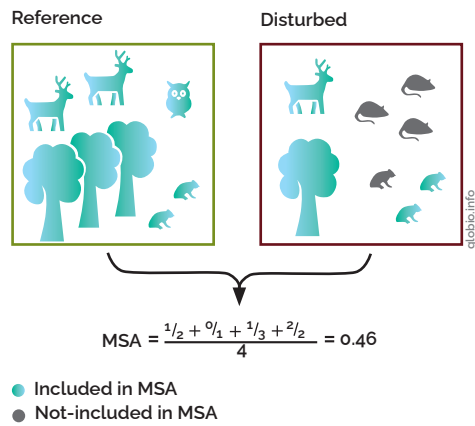 Reference
Disturbed
globio.info
MSA = 1/2 + 0/1 + 1/3 + 2/2 / 4 = 0.46
Included in MSA
Not-included in MSA